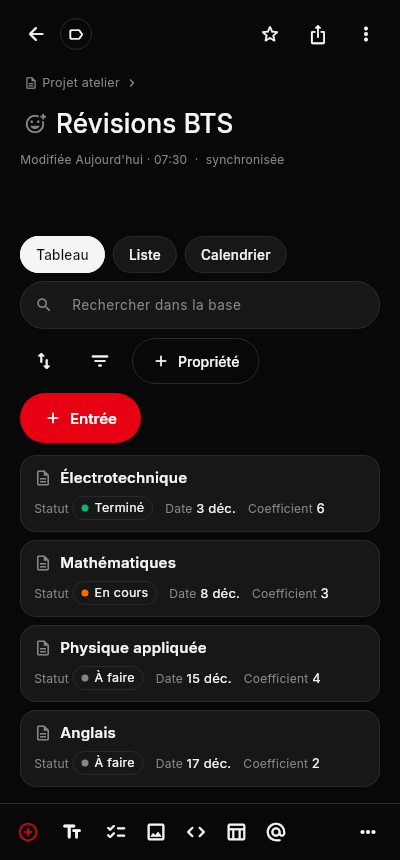 Projet atelier
Révisions BTS
Modifiée Aujourd'hui · 07:30 · synchronisée
Tableau Liste Calendrier
Rechercher dans la base
Propriété
Entrée
Électrotechnique
Statut Terminé Date 3 déc. Coefficient 6
Mathématiques
Statut En cours Date 8 déc. Coefficient 3
Physique appliquée
Statut À faire Date 15 déc. Coefficient 4
Anglais
Statut À faire Date 17 déc. Coefficient 2